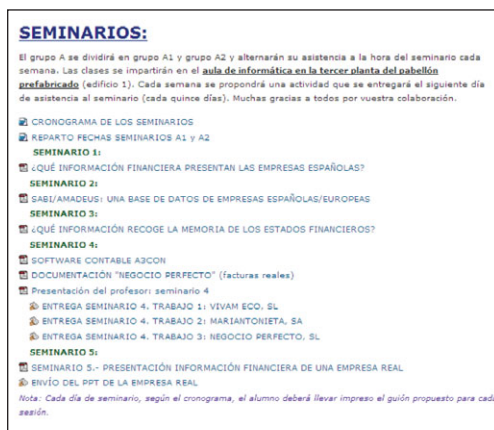 SEMINARIOS:
El grupo A se dividirá en grupo A1 y grupo A2 y alternarán su asistencia a la hora del seminario cada
semana. Las clases se impartirán en el aula de informática en la tercer planta del pabellón
prefabricado (edificio 1). Cada semana se propondrá una actividad que se entregará el siguiente día
de asistencia al seminario (cada quince días). Muchas gracias a todos por vuestra colaboración.
CRONOGRAMA DE LOS SEMINARIOS
REPARTO FECHAS SEMINARIOS A1 y A2
SEMINARIO 1:
¿QUÉ INFORMACIÓN FINANCIERA PRESENTAN LAS EMPRESAS ESPAÑOLAS?
SEMINARIO 2:
SABI/AMADEUS: UNA BASE DE DATOS DE EMPRESAS ESPAÑOLAS/EUROPEAS
SEMINARIO 3:
¿QUÉ INFORMACIÓN RECOGE LA MEMORIA DE LOS ESTADOS FINANCIEROS?
SEMINARIO 4:
SOFTWARE CONTABLE A3CON
DOCUMENTACIÓN "NEGOCIO PERFECTO" (facturas reales)
Presentación del profesor: seminario 4
ENTREGA SEMINARIO 4. TRABAJO 1: VIVAM ECO, SL
ENTREGA SEMINARIO 4. TRABAJO 2: MARIANTONIETA, SA
ENTREGA SEMINARIO 4. TRABAJO 3: NEGOCIO PERFECTO, SL
SEMINARIO 5:
SEMINARIO 5.- PRESENTACIÓN INFORMACIÓN FINANCIERA DE UNA EMPRESA REAL
ENVÍO DEL PPT DE LA EMPRESA REAL
Nota: Cada día de seminario, según el cronograma, el alumno deberá llevar impreso el guión propuesto para cada
sesión.